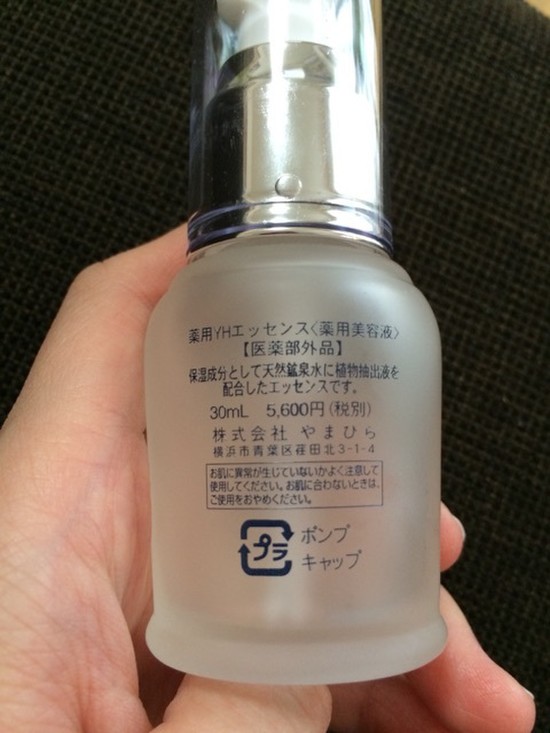 薬用YHエッセンス〈薬用美容液〉
【医薬部外品】
保湿成分として天然鉱泉水に植物抽出液を
配合したエッセンスです。
30mL 5,600円(税別)
株式会社 やまひら
横浜市青葉区荏田北3-1-4
お肌に異常が生じていないかよく注意して
使用してください。お肌に合わないときは、
ご使用をおやめください。
プラ ポンプ
キャップ